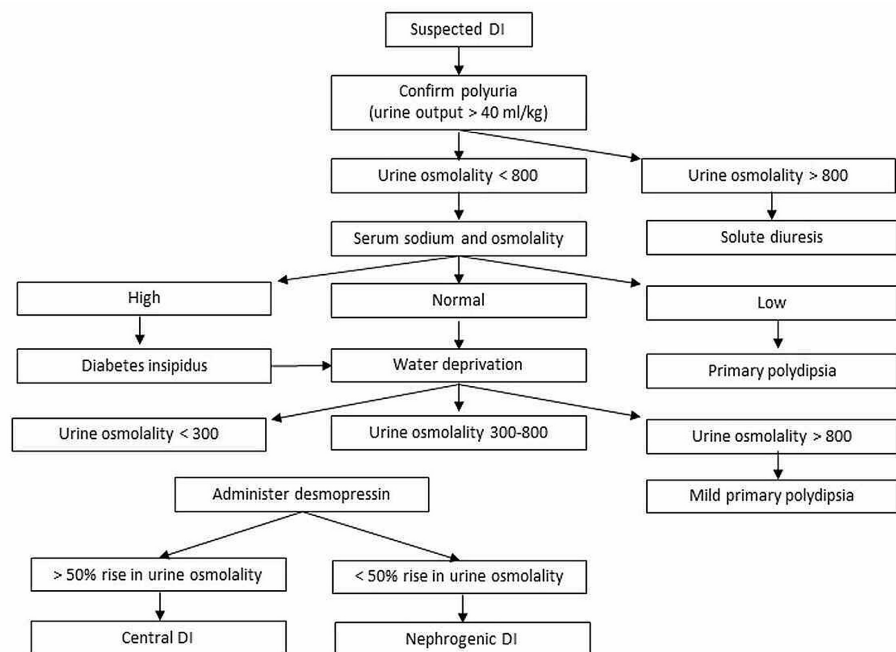 Suspected DI
Confirm polyuria
(urine output > 40 ml/kg)
Urine osmolality < 800
Urine osmolality > 800
Serum sodium and osmolality
Solute diuresis
High
Normal
Low
Diabetes insipidus
Water deprivation
Primary polydipsia
Urine osmolality < 300
Urine osmolality 300-800
Urine osmolality > 800
Administer desmopressin
Mild primary polydipsia
> 50% rise in urine osmolality
< 50% rise in urine osmolality
Central DI
Nephrogenic DI